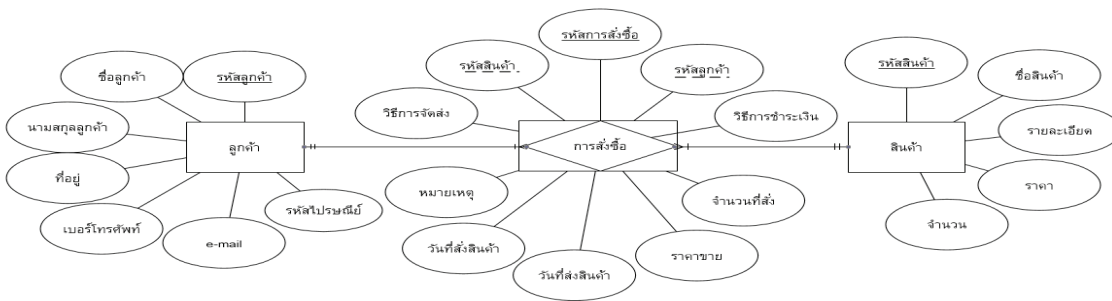 รหัสการสั่งซื้อ
ชื่อลูกค้า
รหัสลูกค้า
รหัสสินค้า
รหัสลูกค้า
รหัสสินค้า
ชื่อสินค้า
นามสกุลลูกค้า
วิธีการจัดส่ง
วิธีการชำระเงิน
รายละเอียด
ลูกค้า
การสั่งซื้อ
สินค้า
ที่อยู่
หมายเหตุ
จำนวนที่สั่ง
ราคา
เบอร์โทรศัพท์
e-mail
รหัสไปรษณีย์
วันที่สั่งสินค้า
วันที่ส่งสินค้า
ราคาขาย
จำนวน